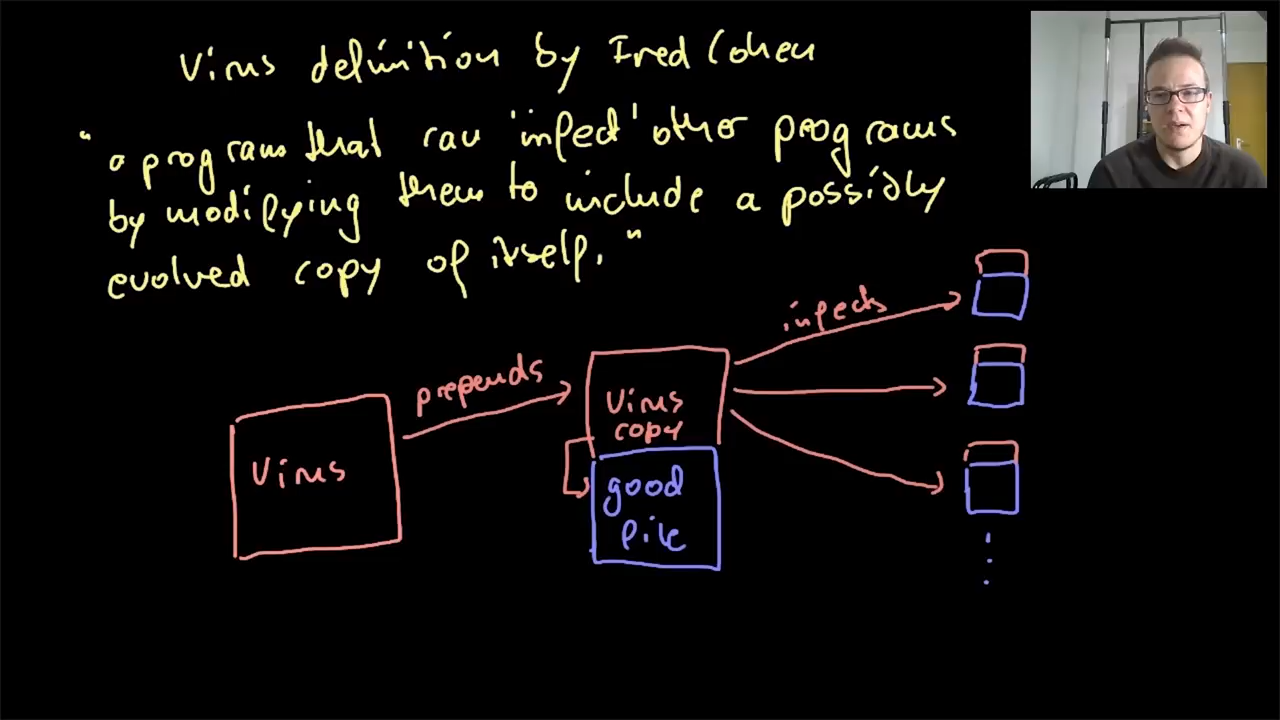 Virus definition by Fred Cohen
"a program that can 'infect' other programs
by modifying them to include a possibly
evolved copy of itself."
infects
prepends
Virus
copy
Virus
good
file